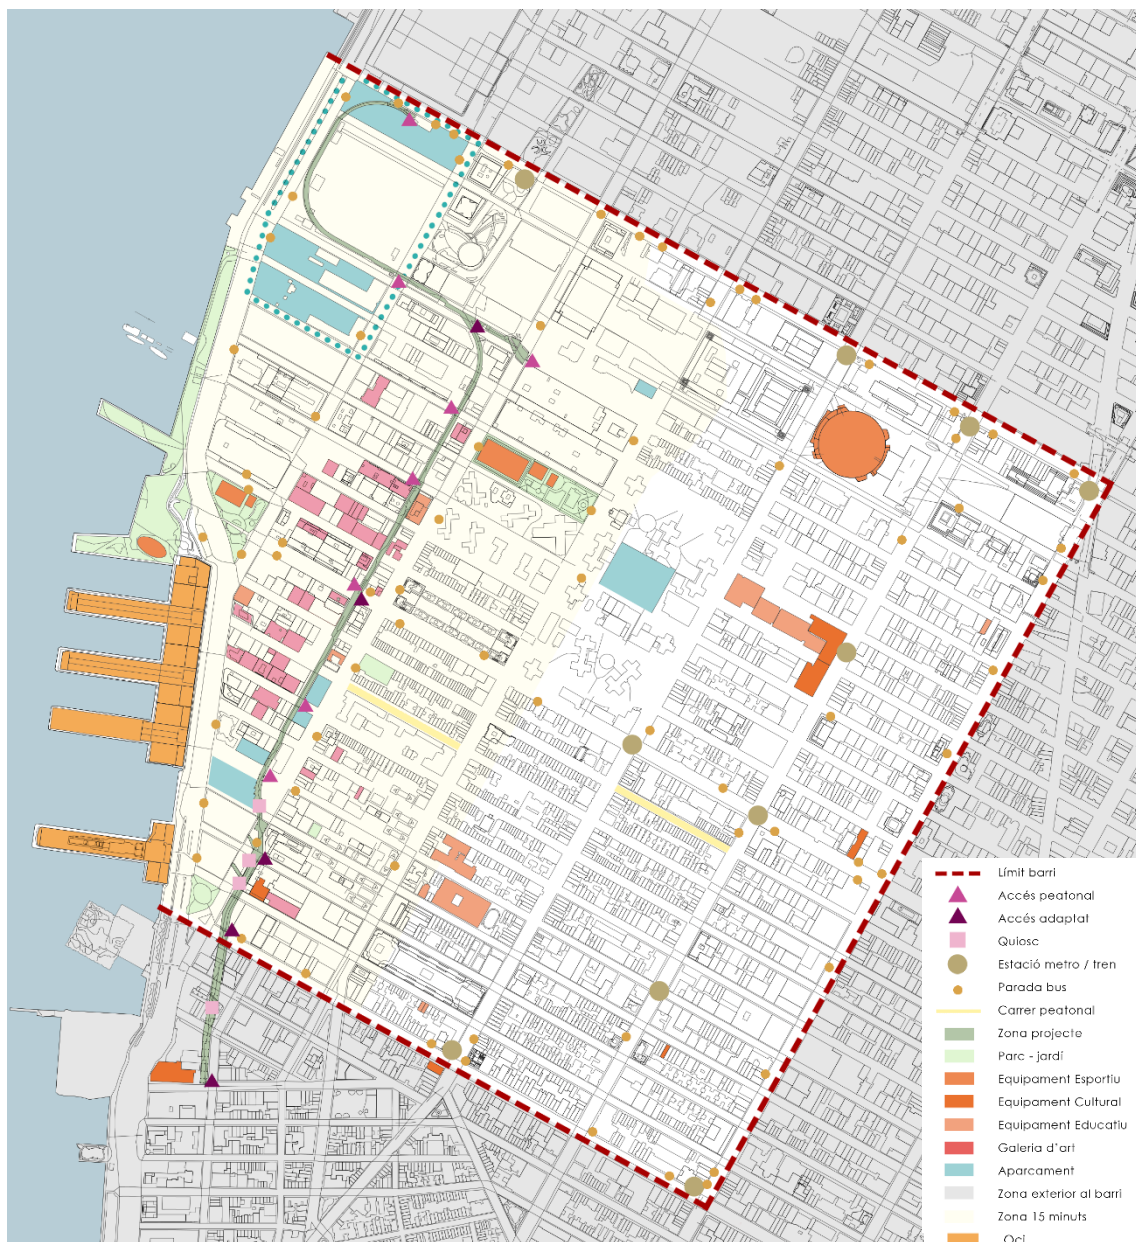 Límit barri
Accés peatonal
Accés adaptat
Quiosc
Estació metro / tren
Parada bus
Carrer peatonal
Zona projecte
Parc - jardí
Equipament Esportiu
Equipament Cultural
Equipament Educatiu
Galeria d'art
Aparcament
Zona exterior al barri
Zona 15 minuts
Oci